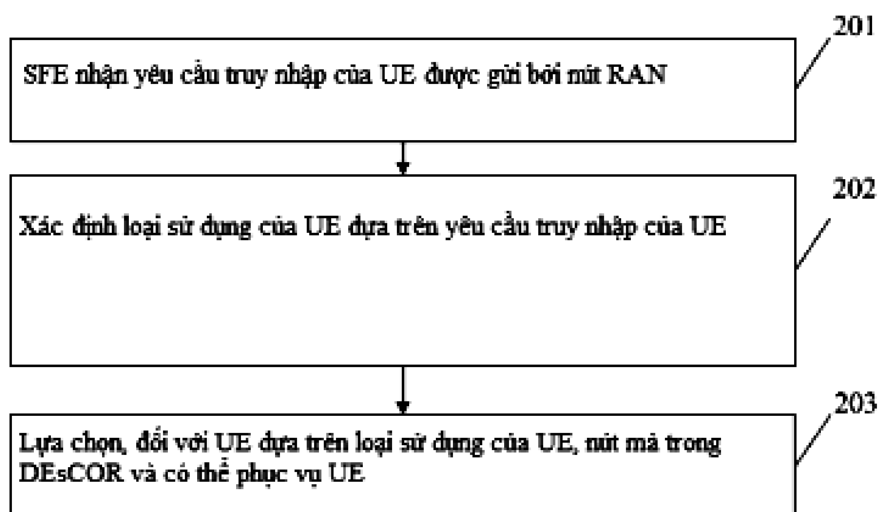 201
SFE nhận yêu cầu truy nhập của UE được gửi bởi nút RAN
202
Xác định loại sử dụng của UE dựa trên yêu cầu truy nhập của UE
203
Lựa chọn, đối với UE dựa trên loại sử dụng của UE, nút mà trong
DEsCOR và có thể phục vụ UE